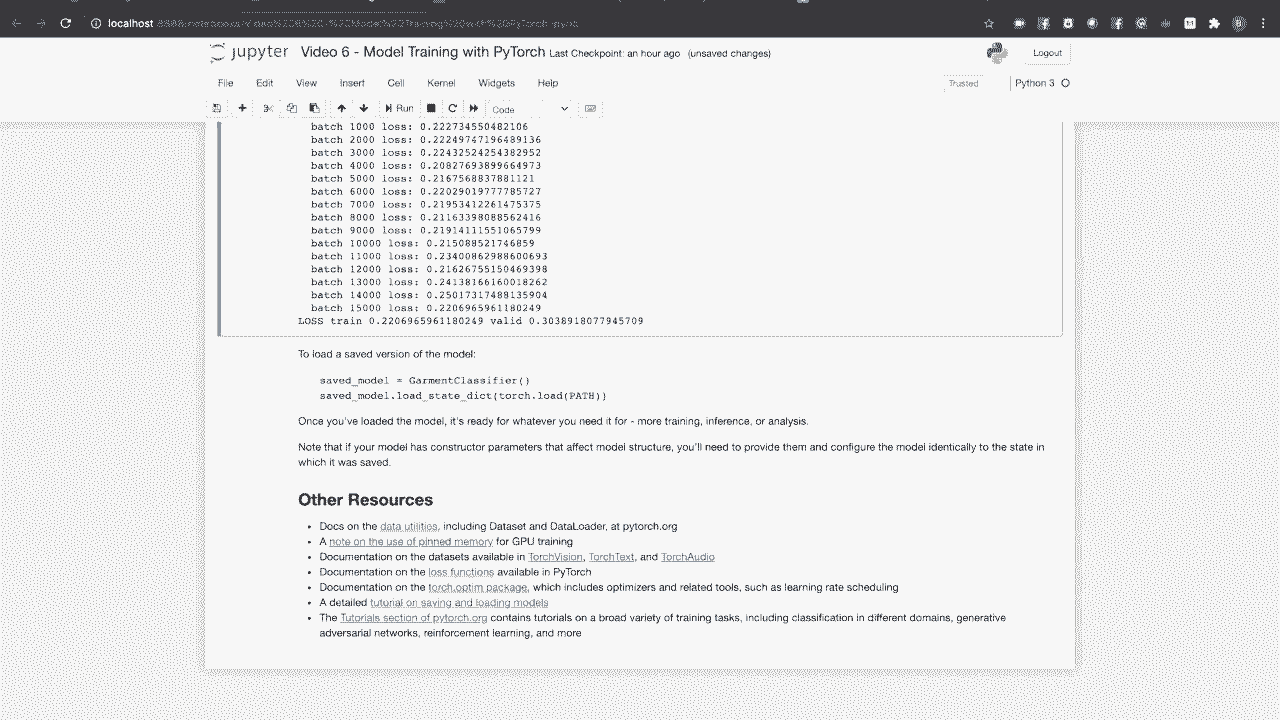 localhost
jupyter Video 6 - Model Training with PyTorch Last Checkpoint: an hour ago (unsaved changes)
Logout
File Edit View Insert Cell Kernel Widgets Help
Trusted Python 3
Run Code
batch 1000 loss: 0.222734550482106
batch 2000 loss: 0.22249747196489136
batch 3000 loss: 0.22432524254382952
batch 4000 loss: 0.20827693899664973
batch 5000 loss: 0.2167568837881121
batch 6000 loss: 0.22029019777785727
batch 7000 loss: 0.21953412261475375
batch 8000 loss: 0.21163398088562416
batch 9000 loss: 0.21914111551065799
batch 10000 loss: 0.215088521746859
batch 11000 loss: 0.23400862988600693
batch 12000 loss: 0.21626755150469398
batch 13000 loss: 0.24138166160018262
batch 14000 loss: 0.25017317488135904
batch 15000 loss: 0.2206965961180249
LOSS train 0.2206965961180249 valid 0.3038918077945709
To load a saved version of the model:
saved_model = GarmentClassifier()
saved_model.load_state_dict(torch.load(PATH))
Once you've loaded the model, it's ready for whatever you need it for - more training, inference, or analysis.
Note that if your model has constructor parameters that affect model structure, you'll need to provide them and configure the model identically to the state in
which it was saved.
Other Resources
• Docs on the data utilities, including Dataset and DataLoader, at pytorch.org
• A note on the use of pinned memory for GPU training
• Documentation on the datasets available in TorchVision, TorchText, and TorchAudio
• Documentation on the loss functions available in PyTorch
• Documentation on the torch.optim package, which includes optimizers and related tools, such as learning rate scheduling
• A detailed tutorial on saving and loading models
• The Tutorials section of pytorch.org contains tutorials on a broad variety of training tasks, including classification in different domains, generative
adversarial networks, reinforcement learning, and more